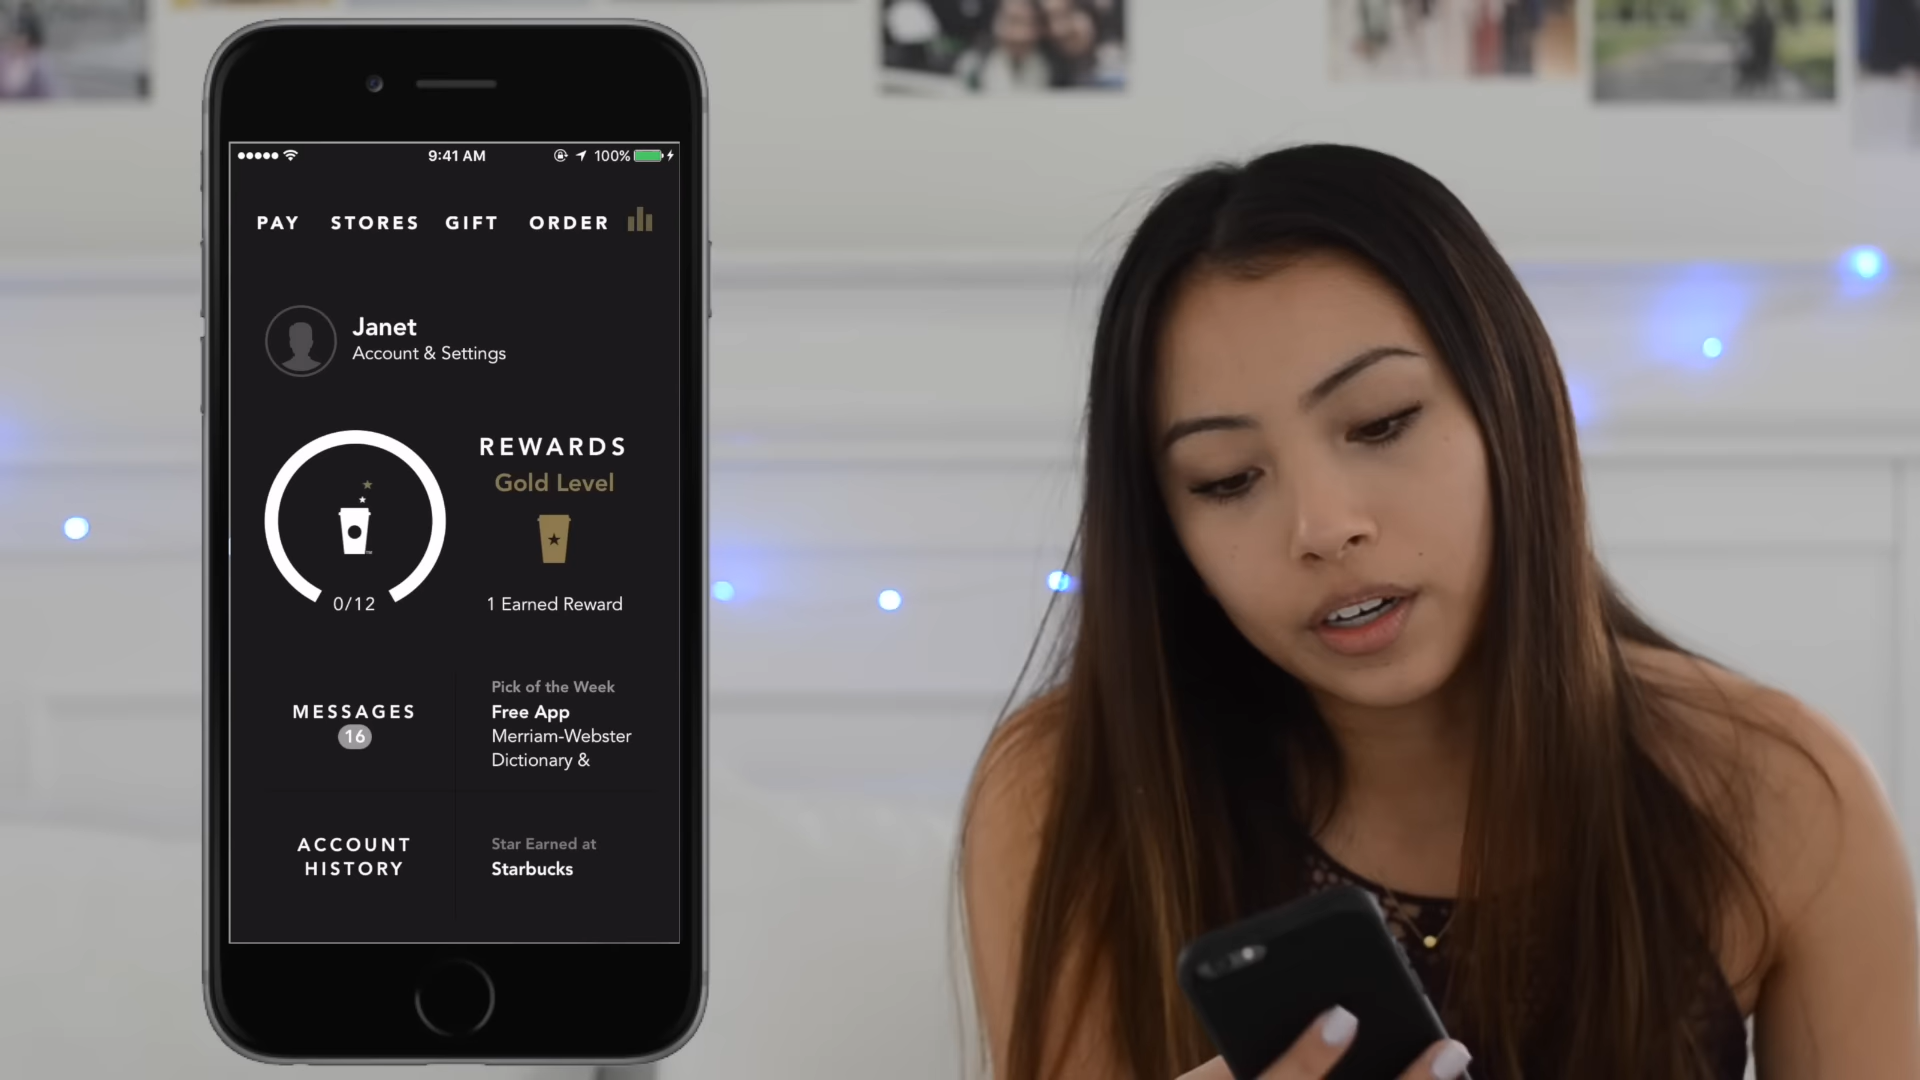 9:41 AM
100%
PAY STORES GIFT ORDER
Janet
Account & Settings
REWARDS
Gold Level
0/12
1 Earned Reward
MESSAGES
16
Pick of the Week
Free App
Merriam-Webster
Dictionary &
ACCOUNT
HISTORY
Star Earned at
Starbucks